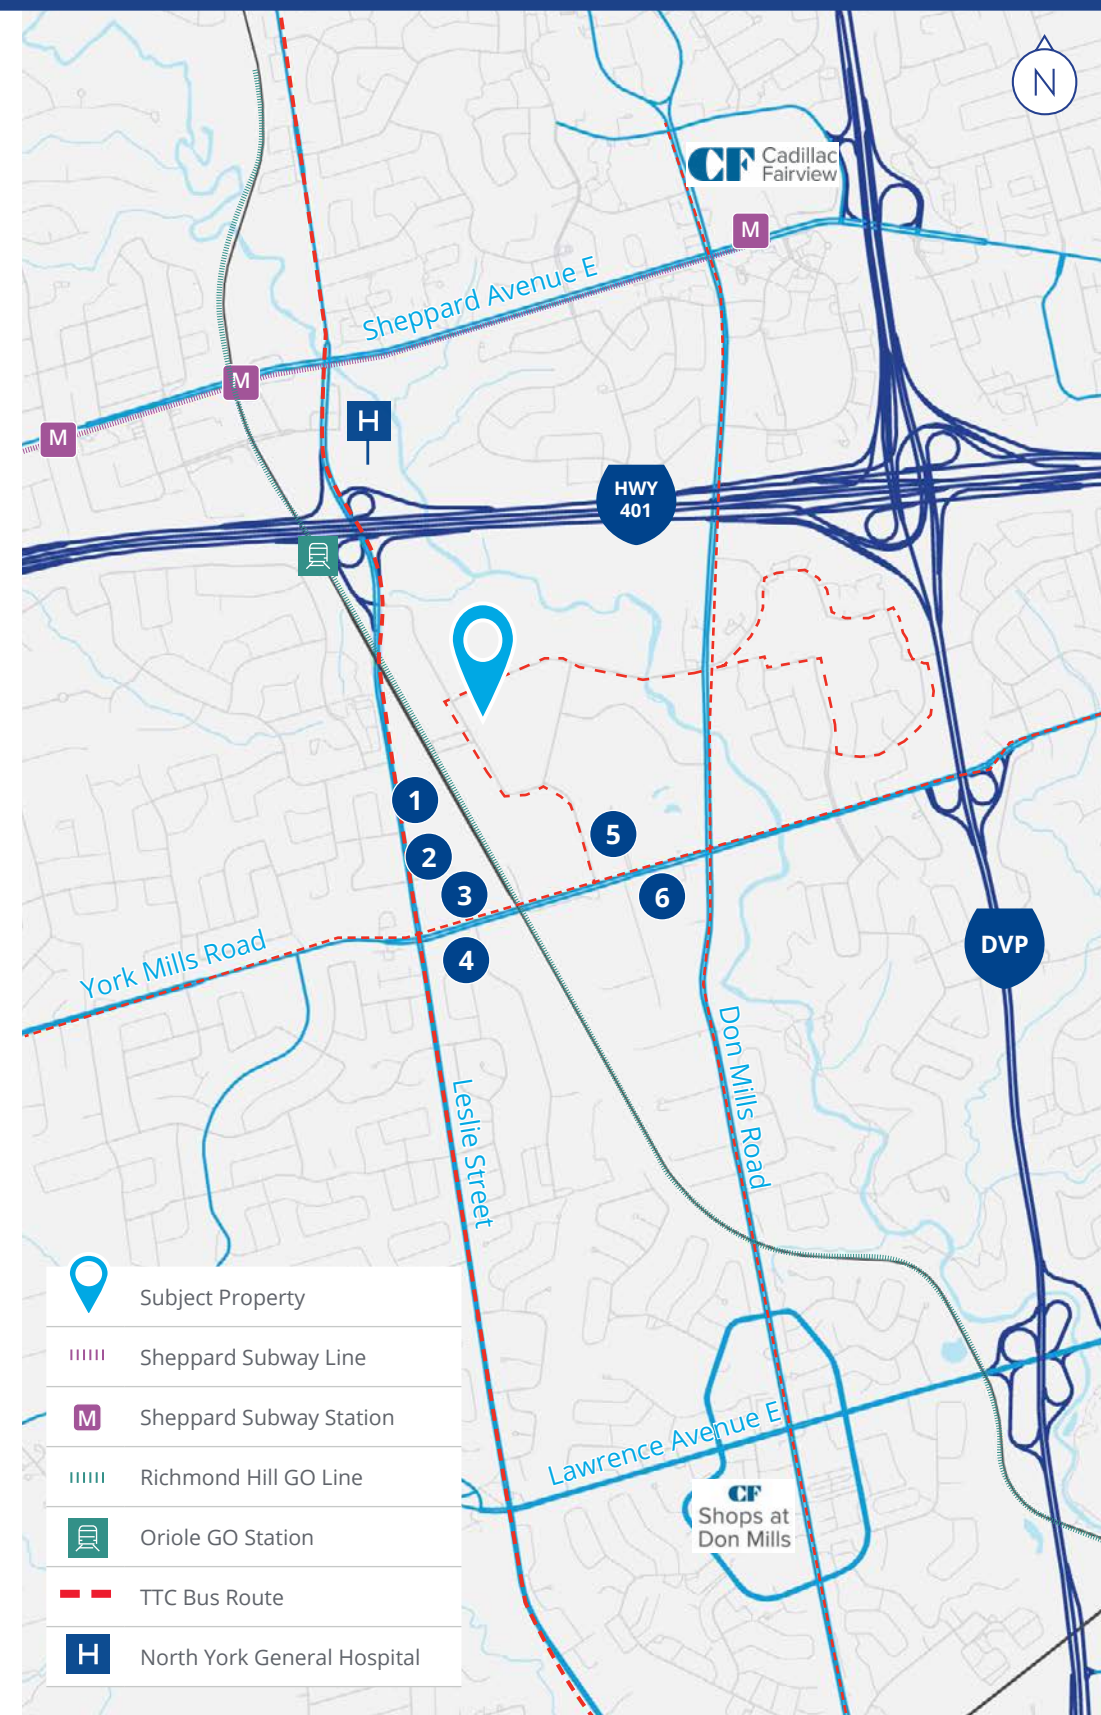 N
CF Cadillac
Fairview
M
Sheppard Avenue E
M
M
H
HWY
401
1
2
3
4
5
6
York Mills Road
DVP
Don Mills Road
Leslie Street
Lawrence Avenue E
CF
Shops at
Don Mills
Subject Property
Sheppard Subway Line
M
Sheppard Subway Station
Richmond Hill GO Line
Oriole GO Station
TTC Bus Route
H
North York General Hospital